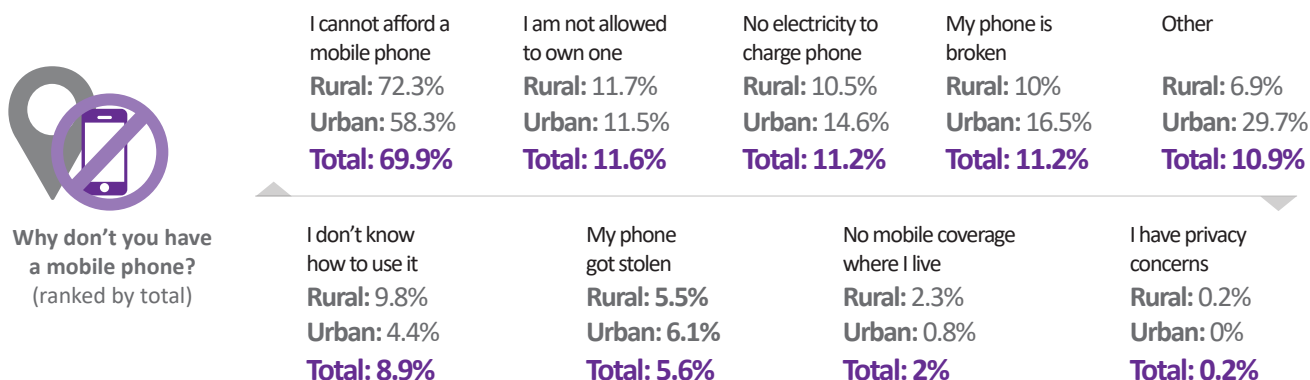 Why don't you have
a mobile phone?
(ranked by total)
I cannot afford a
mobile phone
Rural: 72.3%
Urban: 58.3%
Total: 69.9%
I am not allowed
to own one
Rural: 11.7%
Urban: 11.5%
Total: 11.6%
No electricity to
charge phone
Rural: 10.5%
Urban: 14.6%
Total: 11.2%
My phone is
broken
Rural: 10%
Urban: 16.5%
Total: 11.2%
Other
Rural: 6.9%
Urban: 29.7%
Total: 10.9%
I don't know
how to use it
Rural: 9.8%
Urban: 4.4%
Total: 8.9%
My phone
got stolen
Rural: 5.5%
Urban: 6.1%
Total: 5.6%
No mobile coverage
where I live
Rural: 2.3%
Urban: 0.8%
Total: 2%
I have privacy
concerns
Rural: 0.2%
Urban: 0%
Total: 0.2%